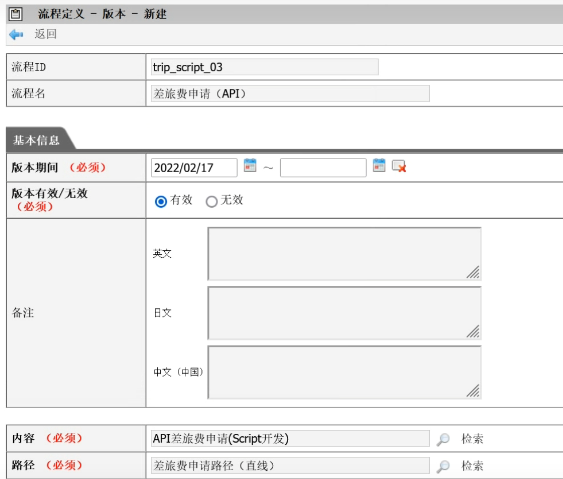 流程定义 - 版本 - 新建
返回
流程ID trip_script_03
流程名 差旅费申请（API）
基本信息
版本期间 （必须） 2022/02/17 ～
版本有效/无效
（必须） 有效 无效
备注
英文
日文
中文（中国）
内容 （必须） API差旅费申请(Script开发) 检索
路径 （必须） 差旅费申请路径（直线） 检索